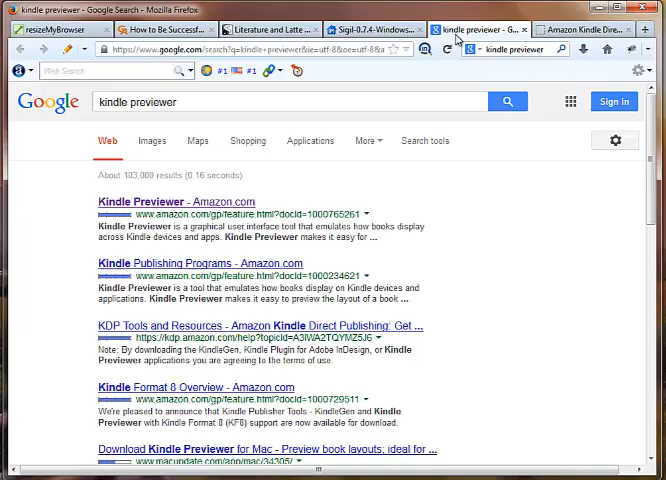 kindle previewer - Google Search - Mozilla Firefox
resizeMyBrowser
How to Be Successf...
Literature and Latte ...
Sigil-0.7.4-Windows...
kindle previewer - G...
Amazon Kindle Dire...
https://www.google.com/search?q=kindle+previewer&ie=utf-8&oe=utf-8&a
kindle previewer
a
Web Search
#1
#1
Google
kindle previewer
Sign in
Web
Images
Maps
Shopping
Applications
More
Search tools
About 103,000 results (0.16 seconds)
Kindle Previewer - Amazon.com
www.amazon.com/gp/feature.html?docId=1000765261
Kindle Previewer is a graphical user interface tool that emulates how books display
across Kindle devices and apps. Kindle Previewer makes it easy for ...
Kindle Publishing Programs - Amazon.com
www.amazon.com/gp/feature.html?docId=1000234621
Kindle Previewer is a tool that emulates how books display on Kindle devices and
applications. Kindle Previewer makes it easy to preview the layout of a book ...
KDP Tools and Resources - Amazon Kindle Direct Publishing: Get ...
https://kdp.amazon.com/help?topicId=A3IWA2TQYMZ5J6
Note: By downloading the KindleGen, Kindle Plugin for Adobe InDesign, or Kindle
Previewer applications you are agreeing to the terms of use.
Kindle Format 8 Overview - Amazon.com
www.amazon.com/gp/feature.html?docId=1000729511
We're pleased to announce that Kindle Publisher Tools - KindleGen and Kindle
Previewer with Kindle Format 8 (KF8) support are now available for download.
Download Kindle Previewer for Mac - Preview book layouts; ideal for ...
www.macupdate.com/app/mac/34305/